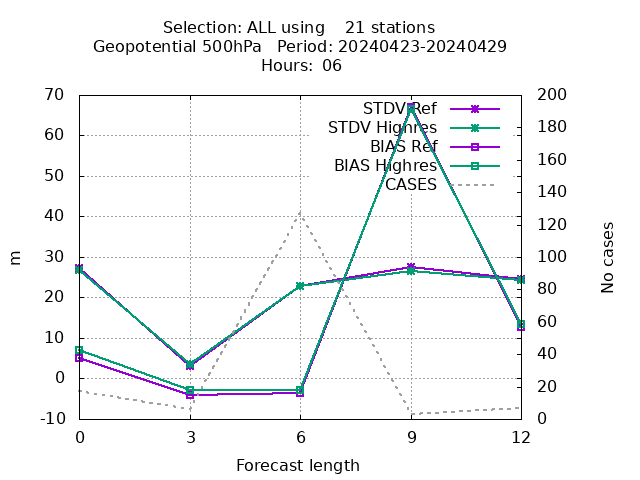 Selection: ALL using    21 stations
Geopotential 500hPa   Period: 20240423-20240429
Hours: 06
70 200
60 180
50 160
40 140
30 120
20 100
10 80
0 60
-10 40
20
0
STDV Ref
STDV Highres
BIAS Ref
BIAS Highres
CASES
m
No cases
0 3 6 9 12
Forecast length